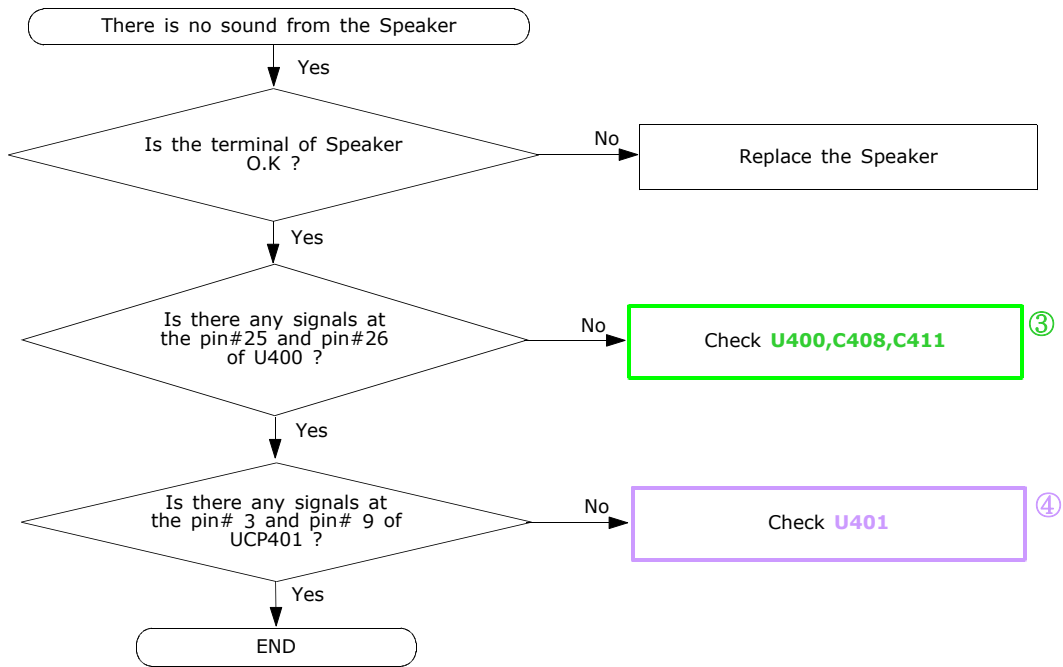 There is no sound from the Speaker
Yes
Is the terminal of Speaker
O.K ?
No
Replace the Speaker
Yes
Is there any signals at
the pin#25 and pin#26
of U400 ?
No
Check U400,C408,C411
③
Yes
Is there any signals at
the pin# 3 and pin# 9 of
UCP401 ?
No
Check U401
④
Yes
END